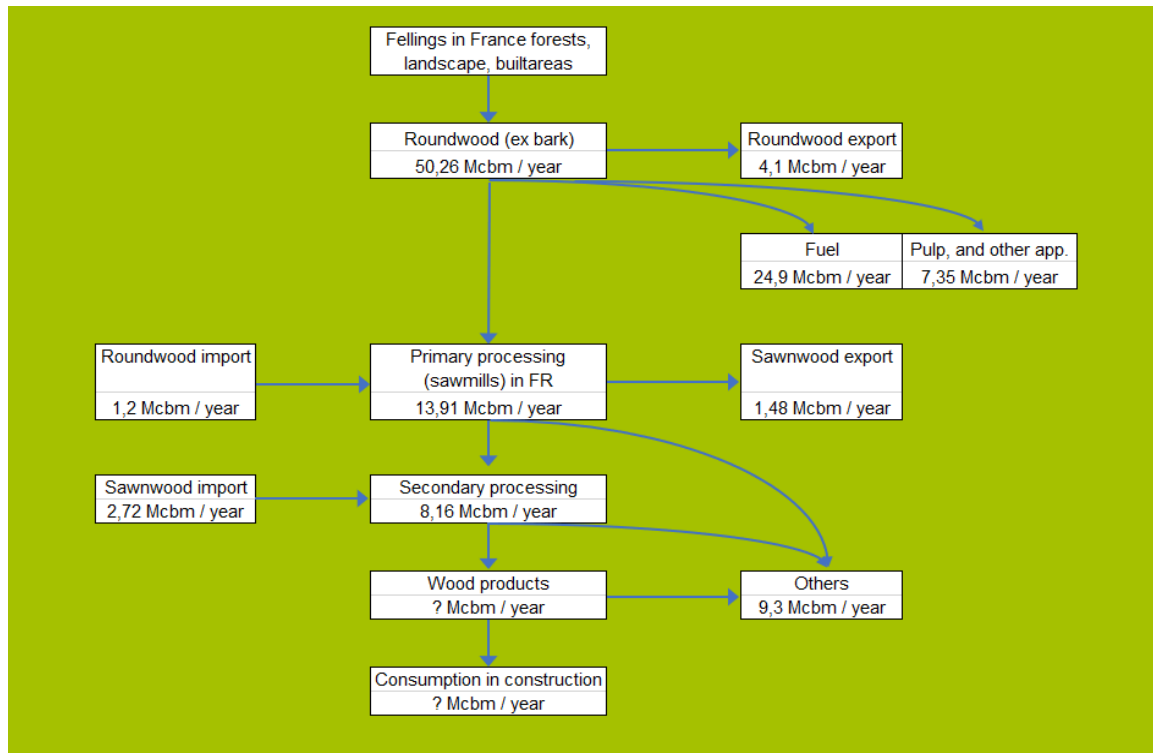 Fellings in France forests,
landscape, builtareas
Roundwood (ex bark)
50,26 Mcbm / year
Roundwood export
4,1 Mcbm / year
Fuel
24,9 Mcbm / year
Pulp, and other app.
7,35 Mcbm / year
Roundwood import
1,2 Mcbm / year
Primary processing
(sawmills) in FR
13,91 Mcbm / year
Sawnwood export
1,48 Mcbm / year
Sawnwood import
2,72 Mcbm / year
Secondary processing
8,16 Mcbm / year
Wood products
? Mcbm / year
Others
9,3 Mcbm / year
Consumption in construction
? Mcbm / year